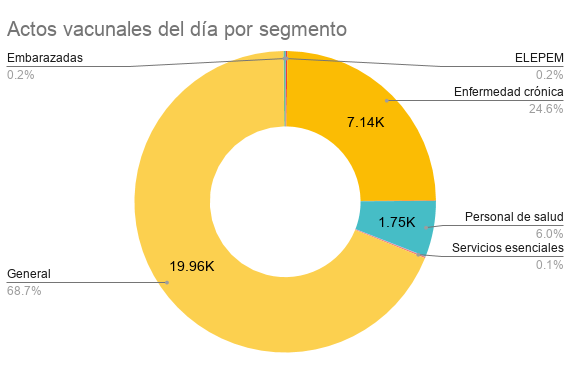 Actos vacunales del día por segmento
Embarazadas
0.2%
ELEPEM
0.2%
Enfermedad crónica
24.6%
7.14K
Personal de salud
6.0%
1.75K
Servicios esenciales
0.1%
19.96K
General
68.7%